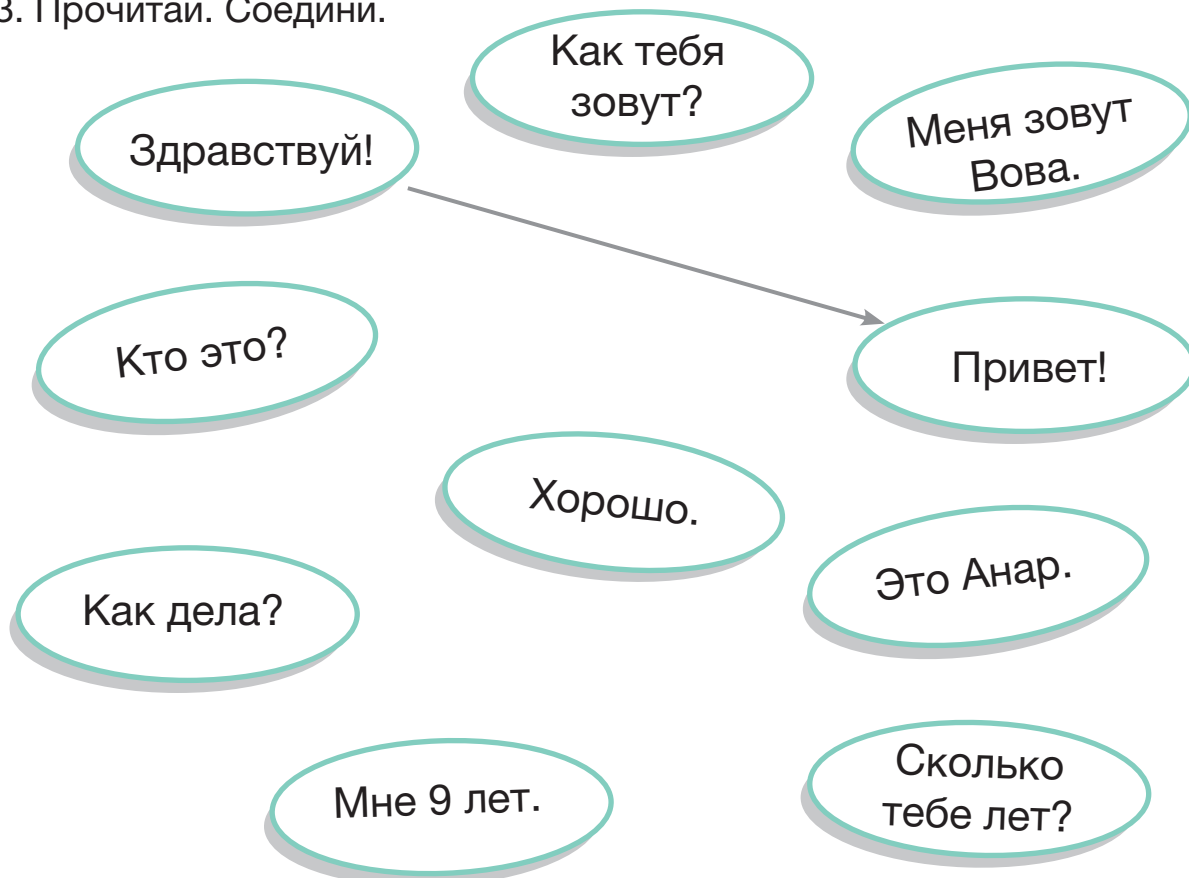 3. Прочитай. Соедини.
Как тебя
зовут?
Здравствуй!
Меня зовут
Вова.
Кто это?
Привет!
Хорошо.
Это Анар.
Как дела?
Сколько
тебе лет?
Мне 9 лет.